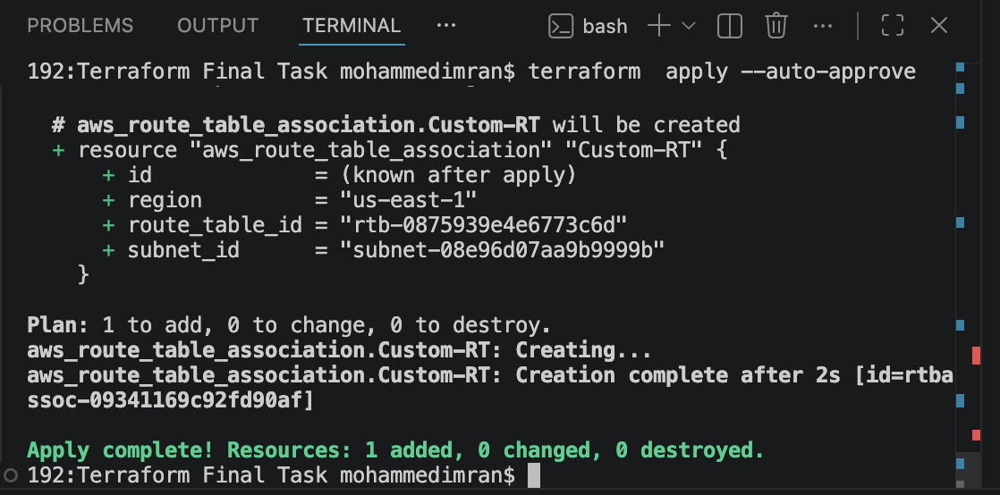 PROBLEMS OUTPUT TERMINAL ... bash
192:Terraform Final Task mohammedimran$ terraform  apply --auto-approve
# aws_route_table_association.Custom-RT will be created
+ resource "aws_route_table_association" "Custom-RT" {
+ id             = (known after apply)
+ region         = "us-east-1"
+ route_table_id = "rtb-0875939e4e6773c6d"
+ subnet_id      = "subnet-08e96d07aa9b9999b"
}
Plan: 1 to add, 0 to change, 0 to destroy.
aws_route_table_association.Custom-RT: Creating...
aws_route_table_association.Custom-RT: Creation complete after 2s [id=rtba
ssoc-09341169c92fd90af]
Apply complete! Resources: 1 added, 0 changed, 0 destroyed.
192:Terraform Final Task mohammedimran$